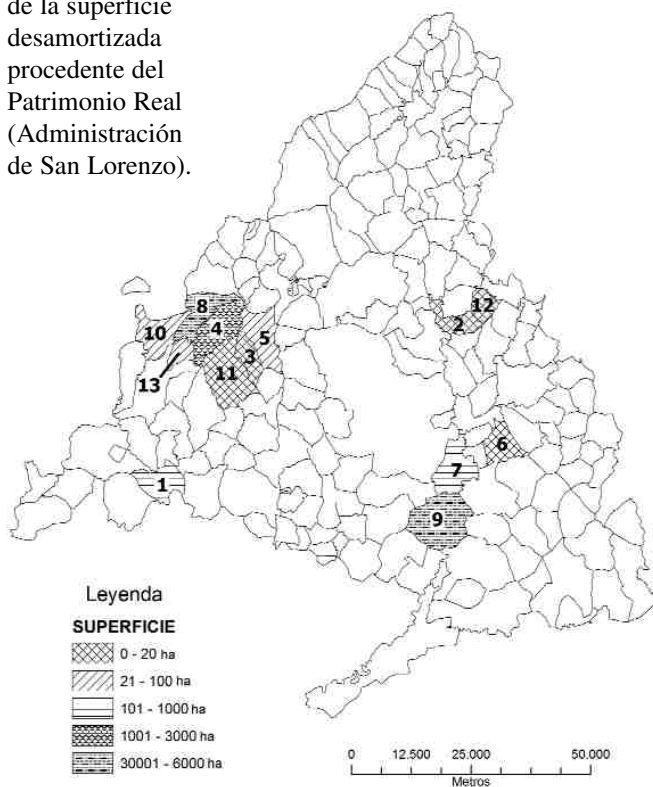 de la superficie
desamortizada
procedente del
Patrimonio Real
(Administración
de San Lorenzo).
8
12
4
10
2
5
3
11
13
6
7
1
9
Leyenda
SUPERFICIE
0 - 20 ha
21 - 100 ha
101 - 1000 ha
1001 - 3000 ha
30001 - 6000 ha
0 12.500 25.000 50.000
Metros